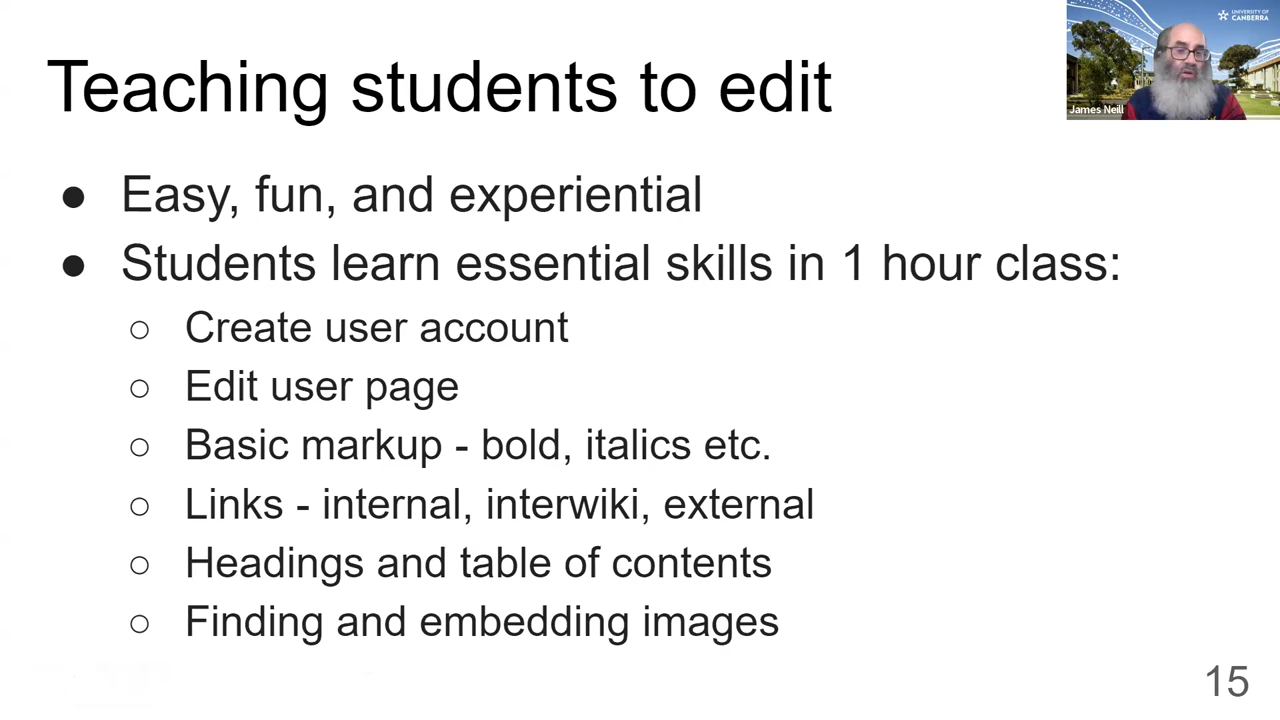 Teaching students to edit
UNIVERSITY OF
CANBERRA
James Neill
● Easy, fun, and experiential
● Students learn essential skills in 1 hour class:
○ Create user account
○ Edit user page
○ Basic markup - bold, italics etc.
○ Links - internal, interwiki, external
○ Headings and table of contents
○ Finding and embedding images
15